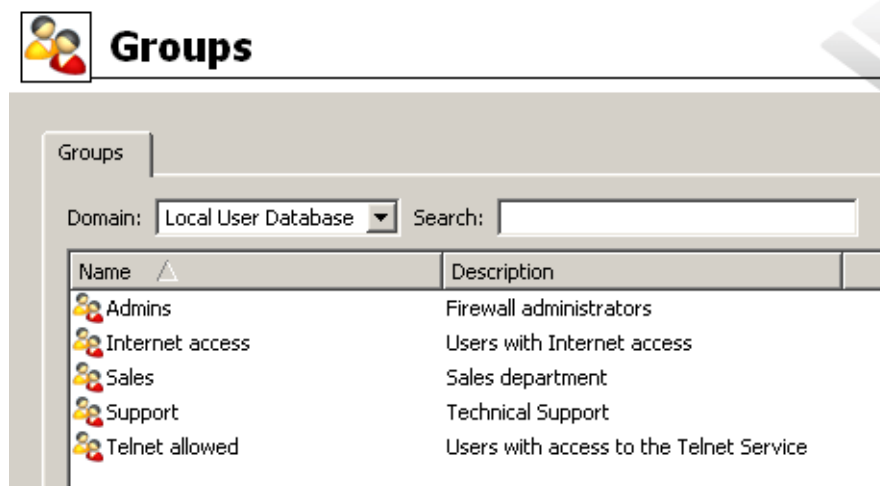 Groups
Groups
Domain: Local User Database Search:
Name Description
Admins Firewall administrators
Internet access Users with Internet access
Sales Sales department
Support Technical Support
Telnet allowed Users with access to the Telnet Service